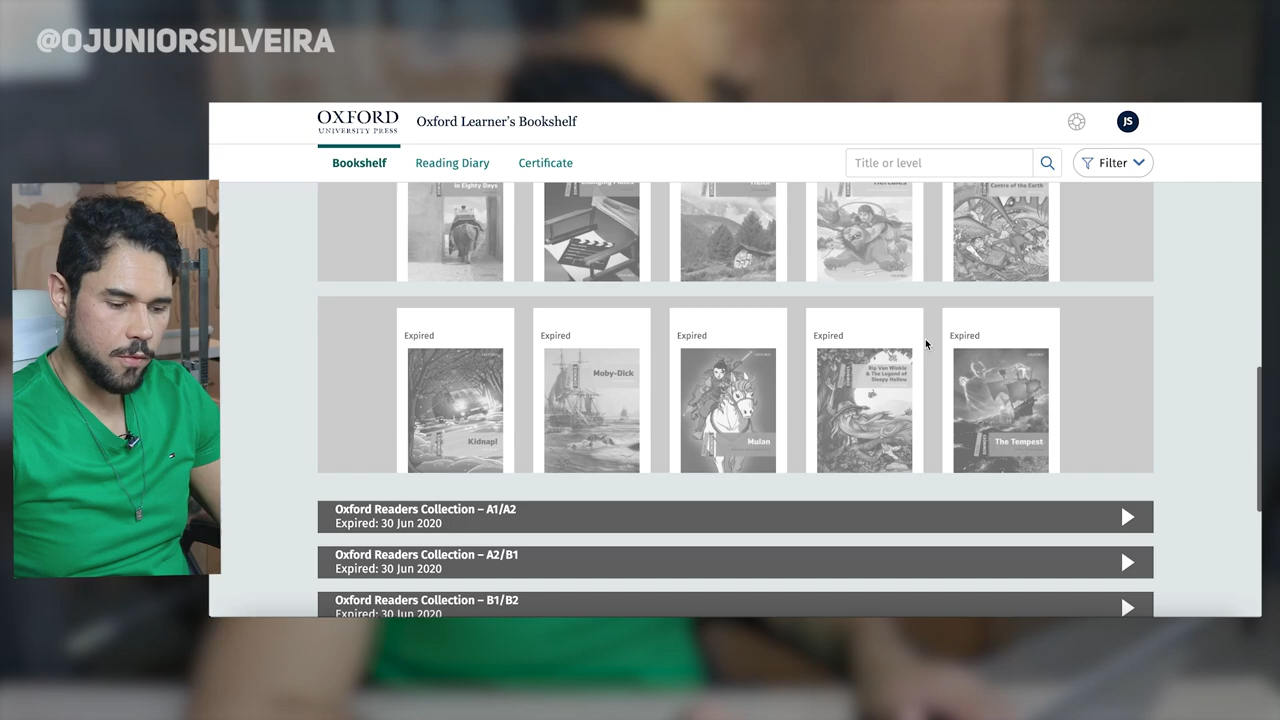 @OJUNIORSILVEIRA
OXFORD
UNIVERSITY PRESS
Oxford Learner's Bookshelf
JS
Bookshelf
Reading Diary
Certificate
Title or level
Filter
in Eighty Days
Heidi
Hercules
Centre of the Earth
Expired
Expired
Expired
Expired
Expired
Kidnap!
Moby-Dick
Mulan
Rip Van Winkle
& The Legend of
Sleepy Hollow
The Tempest
Oxford Readers Collection – A1/A2
Expired: 30 Jun 2020
Oxford Readers Collection – A2/B1
Expired: 30 Jun 2020
Oxford Readers Collection – B1/B2
Expired: 30 Jun 2020